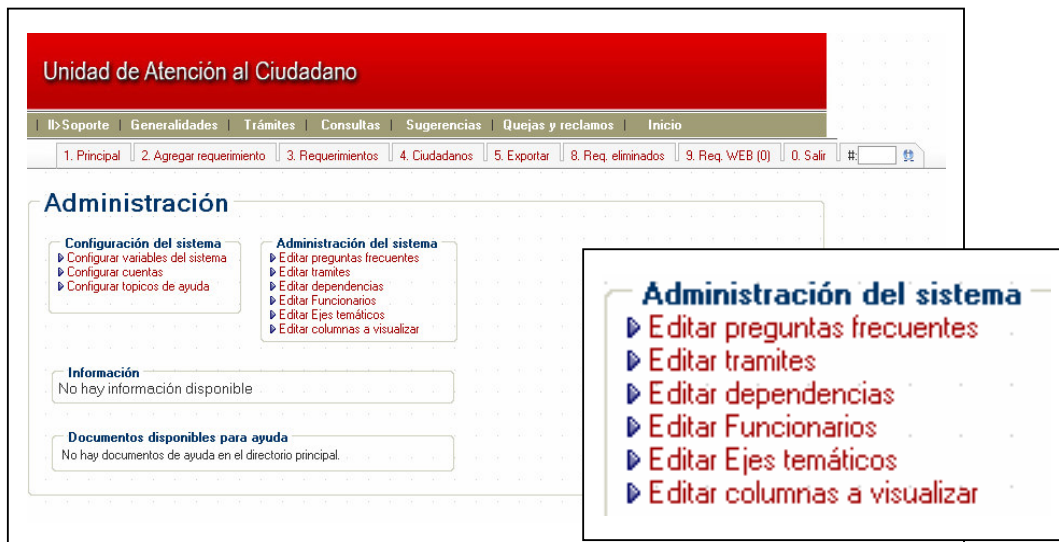 Unidad de Atención al Ciudadano
| II>Soporte | Generalidades | Trámites | Consultas | Sugerencias | Quejas y reclamos | Inicio
1. Principal 2. Agregar requerimiento 3. Requerimientos 4. Ciudadanos 5. Exportar 8. Req. eliminados 9. Req. WEB (0) 0. Salir #:
Administración
Configuración del sistema
Configurar variables del sistema
Configurar cuentas
Configurar topicos de ayuda
Administración del sistema
Editar preguntas frecuentes
Editar tramites
Editar dependencias
Editar Funcionarios
Editar Ejes temáticos
Editar columnas a visualizar
Información
No hay información disponible
Documentos disponibles para ayuda
No hay documentos de ayuda en el directorio principal.
Administración del sistema
Editar preguntas frecuentes
Editar tramites
Editar dependencias
Editar Funcionarios
Editar Ejes temáticos
Editar columnas a visualizar